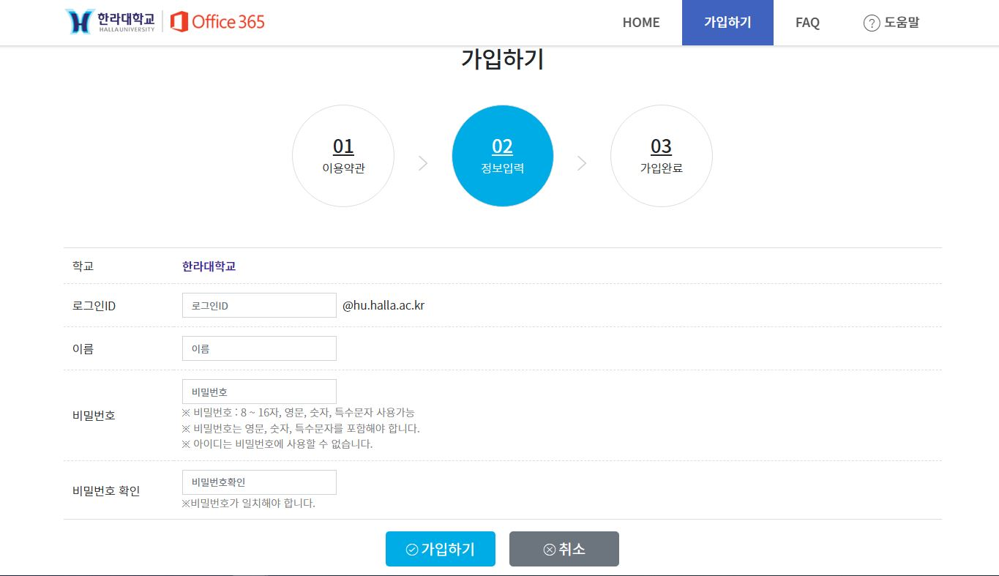 한라대학교
HALLA UNIVERSITY
Office 365
HOME
가입하기
FAQ
? 도움말
가입하기
01
이용약관
02
정보입력
03
가입완료
학교
한라대학교
로그인ID
로그인ID
@hu.halla.ac.kr
이름
이름
비밀번호
비밀번호
※ 비밀번호 : 8 ~ 16자, 영문, 숫자, 특수문자 사용가능
※ 비밀번호는 영문, 숫자, 특수문자를 포함해야 합니다.
※ 아이디는 비밀번호에 사용할 수 없습니다.
비밀번호 확인
비밀번호확인
※비밀번호가 일치해야 합니다.
가입하기
취소